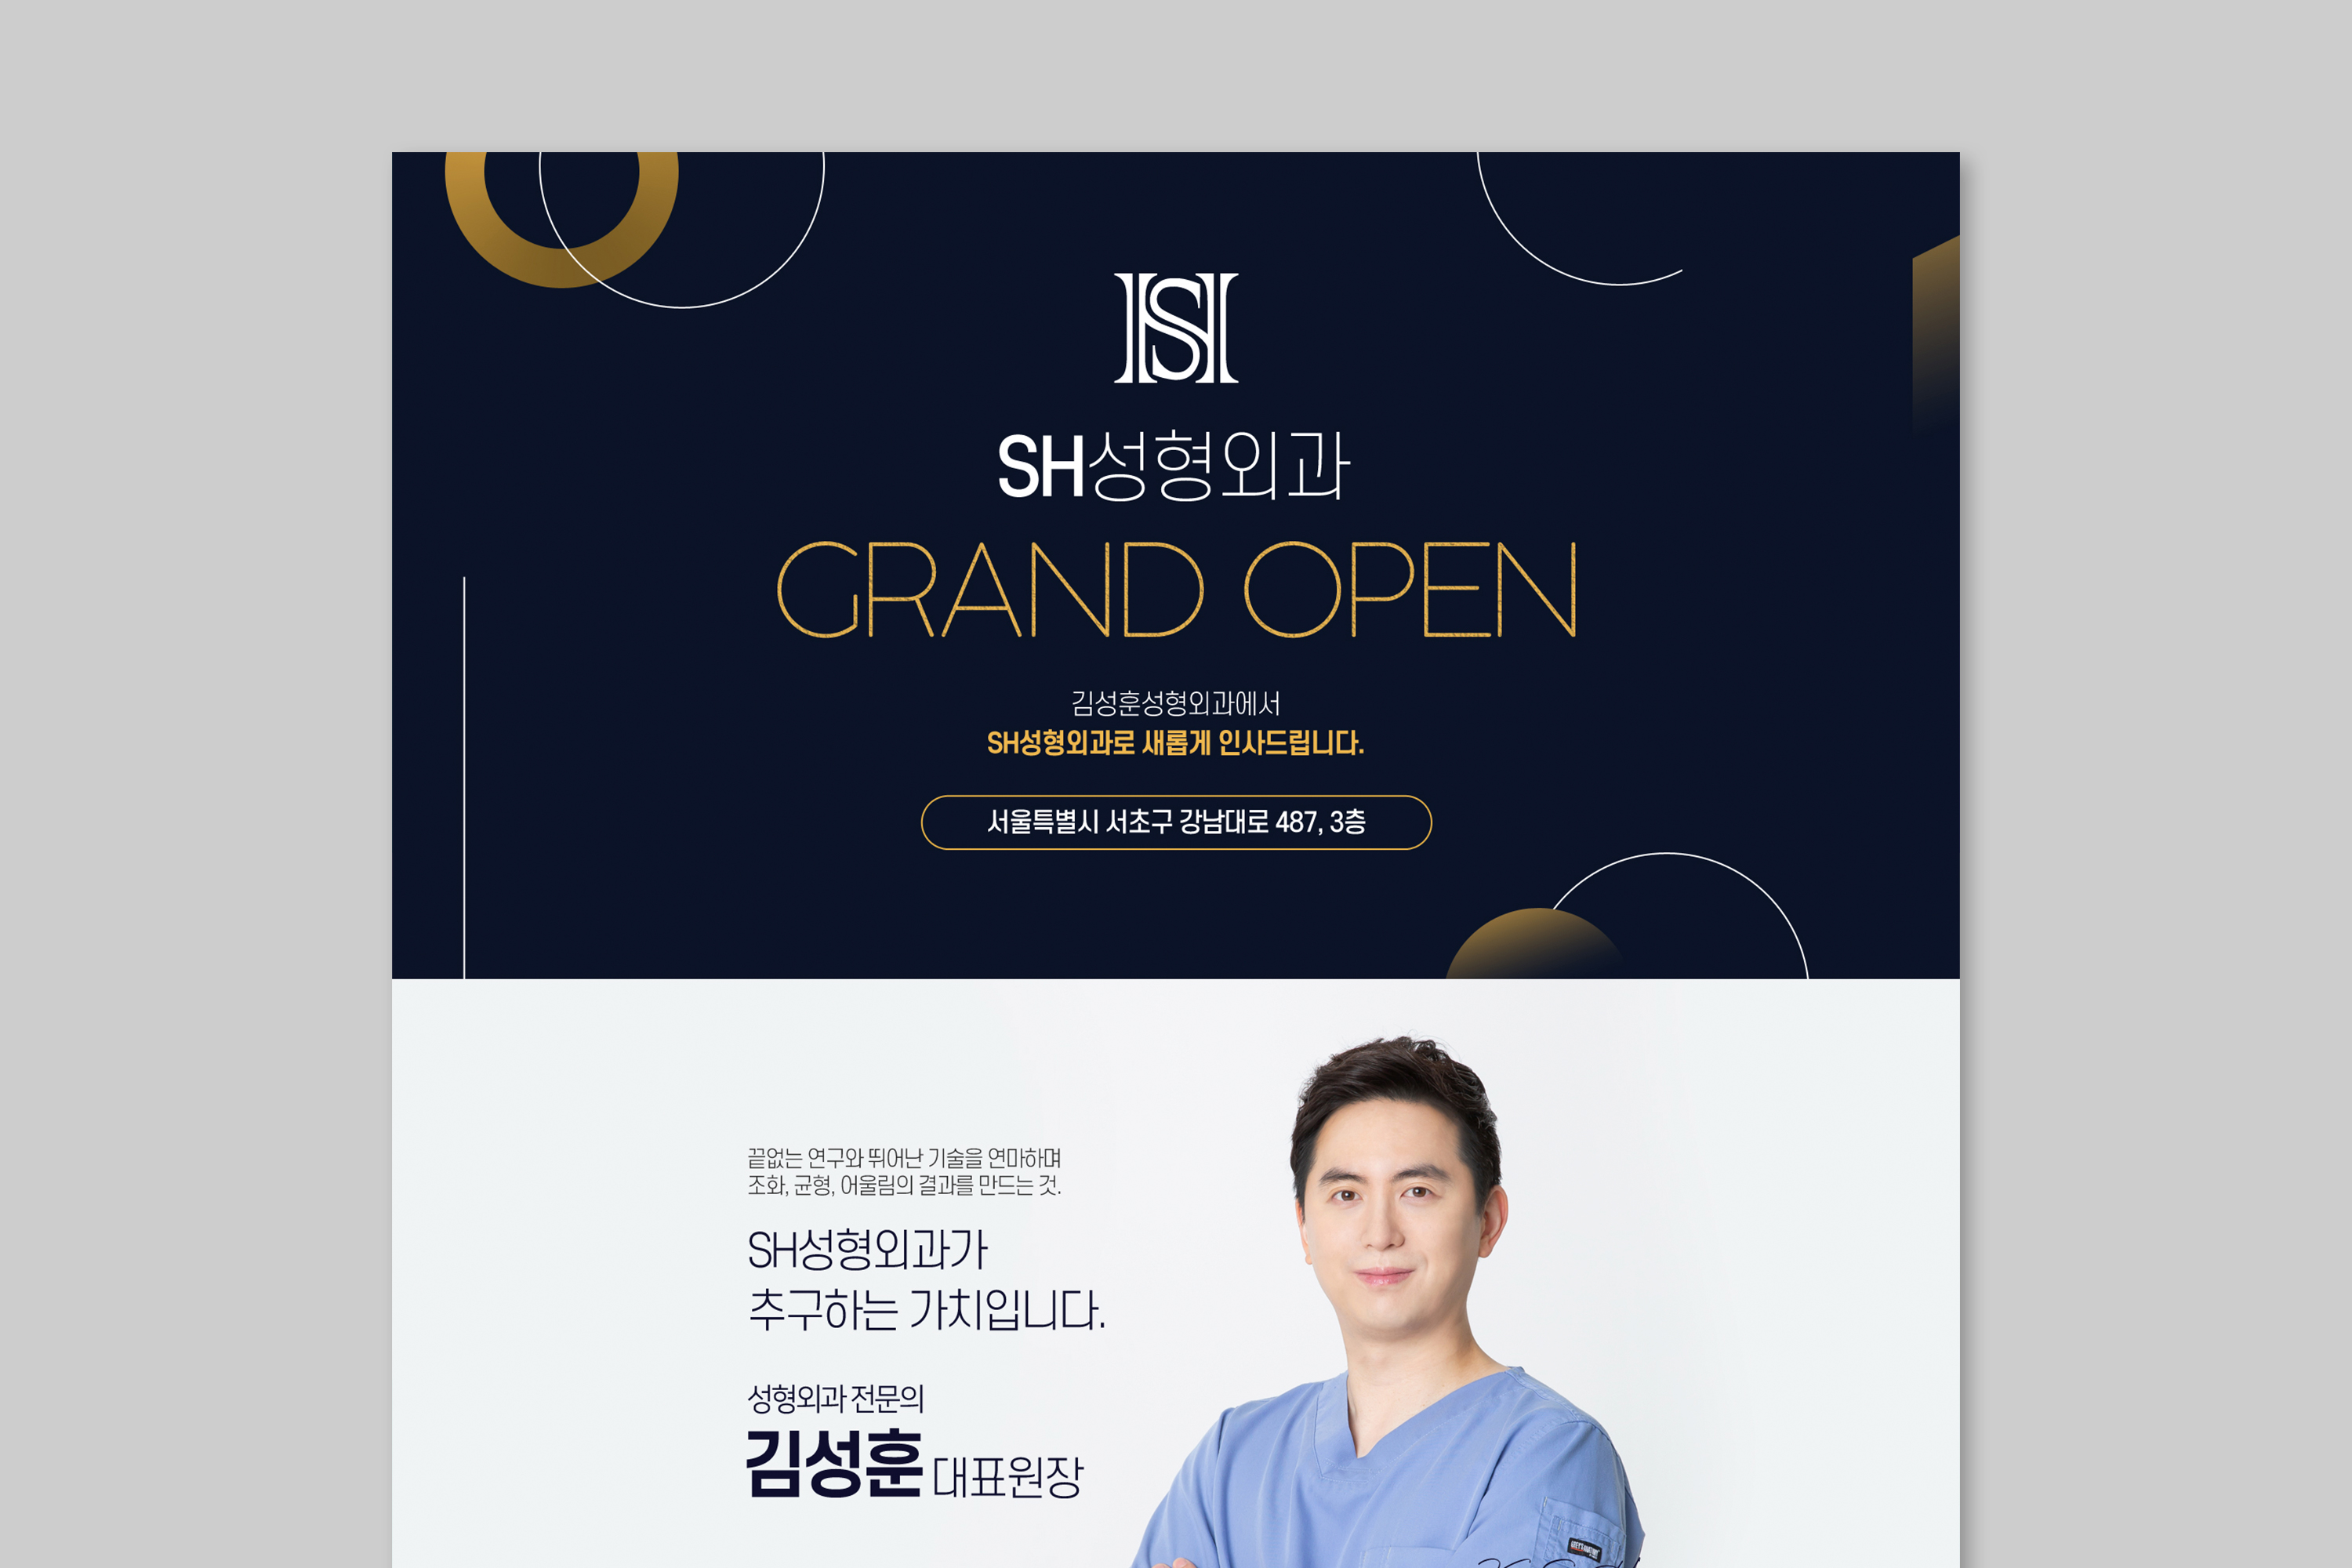 SH
SH성형외과
GRAND OPEN
김성훈성형외과에서
SH성형외과로 새롭게 인사드립니다.
서울특별시 서초구 강남대로 487, 3층
끝없는 연구와 뛰어난 기술을 연마하며
조화, 균형, 어울림의 결과를 만드는 것.
SH성형외과가
추구하는 가치입니다.
성형외과 전문의
김성훈 대표원장